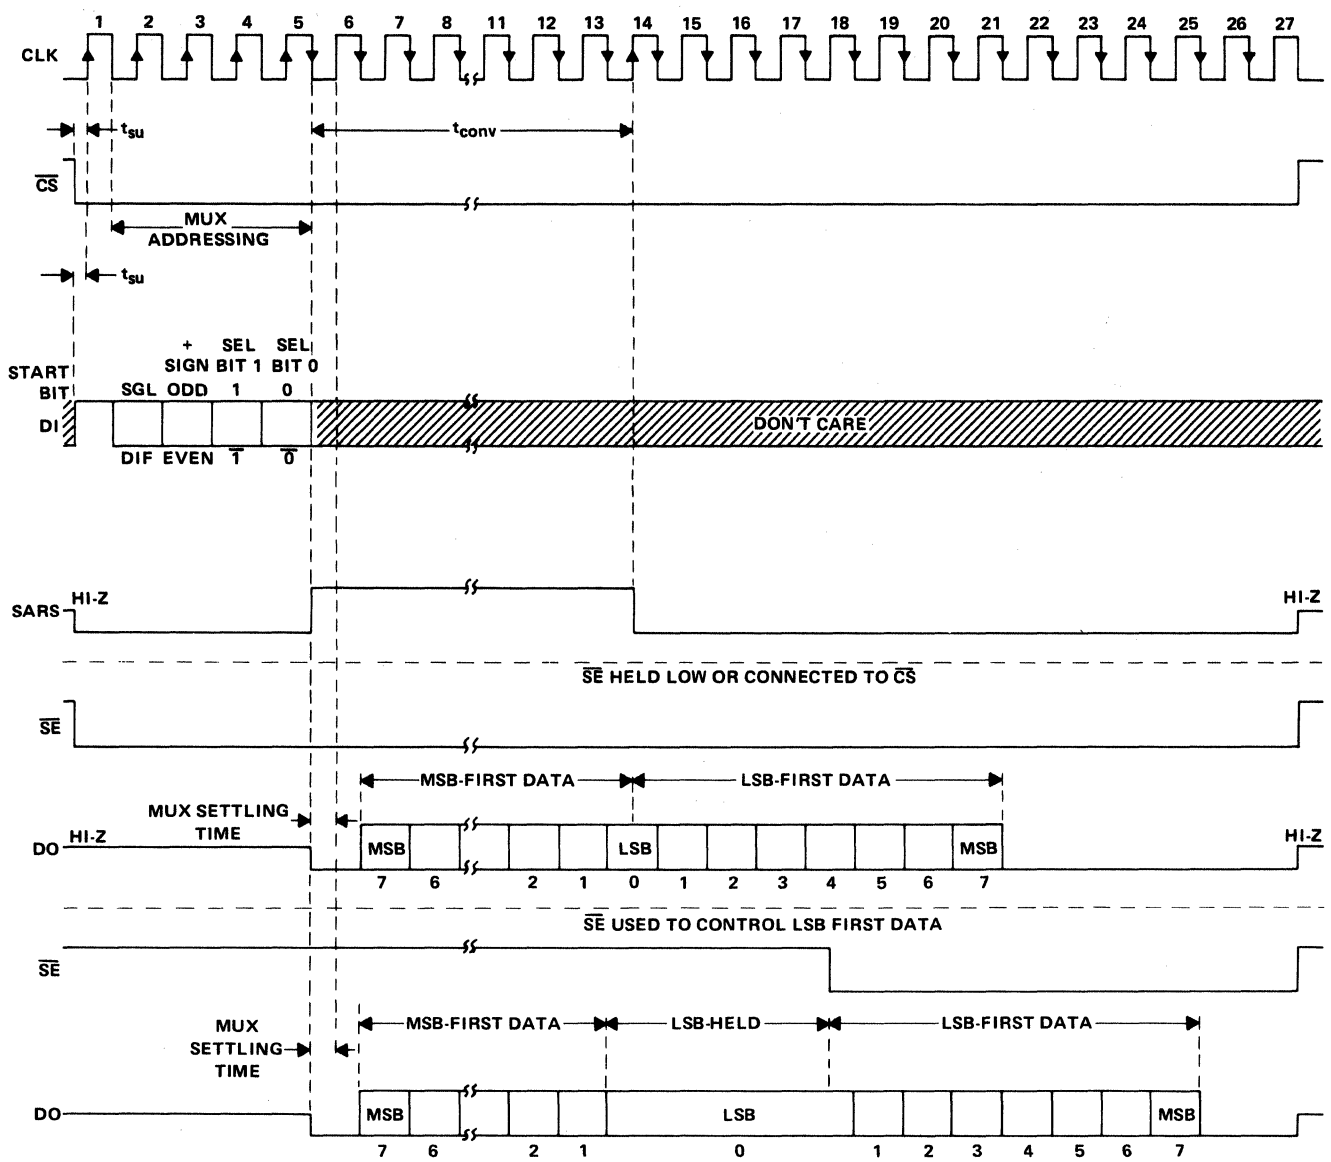 1 2 3 4 5 6 7 8 11 12 13 14 15 16 17 18 19 20 21 22 23 24 25 26 27
CLK
tsu
tconv
C̅S̅
MUX
ADDRESSING
tsu
+ SEL SEL
SIGN BIT 1 BIT 0
START
BIT SGL ODD 1 0
DI
DON'T CARE
DIF EVEN 1̅ 0̅
HI-Z
SARS
HI-Z
S̅E̅ HELD LOW OR CONNECTED TO C̅S̅
S̅E̅
MSB-FIRST DATA LSB-FIRST DATA
MUX SETTLING
TIME
HI-Z
HI-Z
DO
MSB LSB MSB
7 6 2 1 0 1 2 3 4 5 6 7
S̅E̅ USED TO CONTROL LSB FIRST DATA
S̅E̅
MSB-FIRST DATA LSB-HELD LSB-FIRST DATA
MUX
SETTLING
TIME
DO
MSB LSB MSB
7 6 2 1 0 1 2 3 4 5 6 7